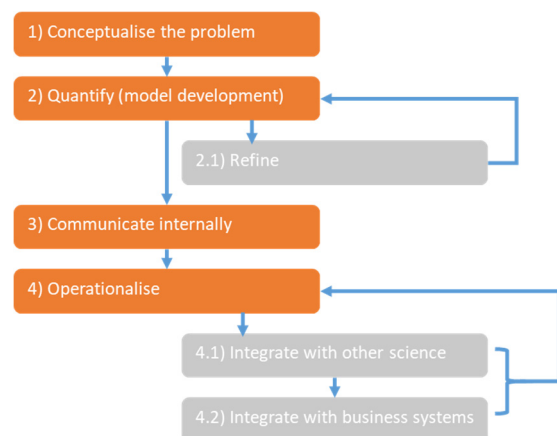 1) Conceptualise the problem
2) Quantify (model development)
2.1) Refine
3) Communicate internally
4) Operationalise
4.1) Integrate with other science
4.2) Integrate with business systems